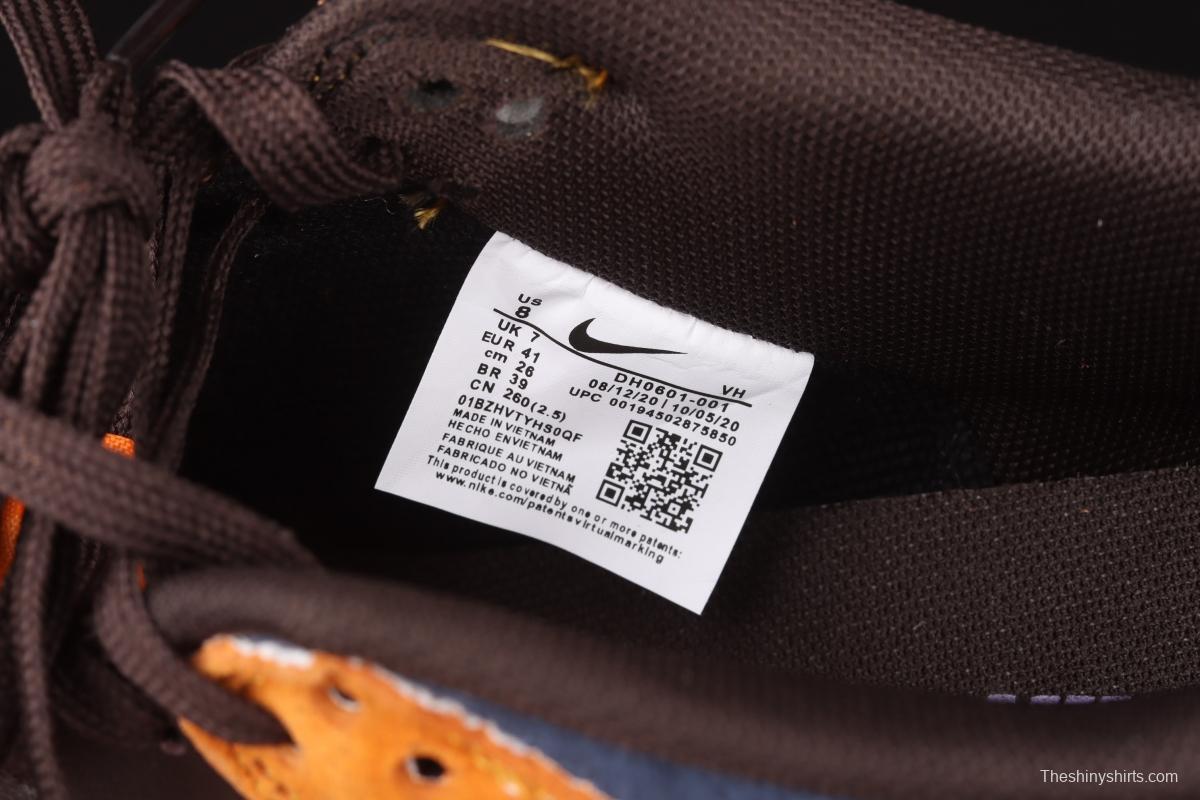 US 8
UK 7
EUR 41
cm 26
BR 39
CN 260(2.5)
VH
DH0601-001
08/12/20 / 10/05/20
UPC 00194502875850
01BZHVTYHS0QF
MADE IN VIETNAM
HECHO ENVIETNAM
FABRIQUE AU VIETNAM
FABRICADO NO VIETNÃ
This product is covered by one or more patents:
www.nike.com/patentsvirtualmarking
Theshinyshirts.com